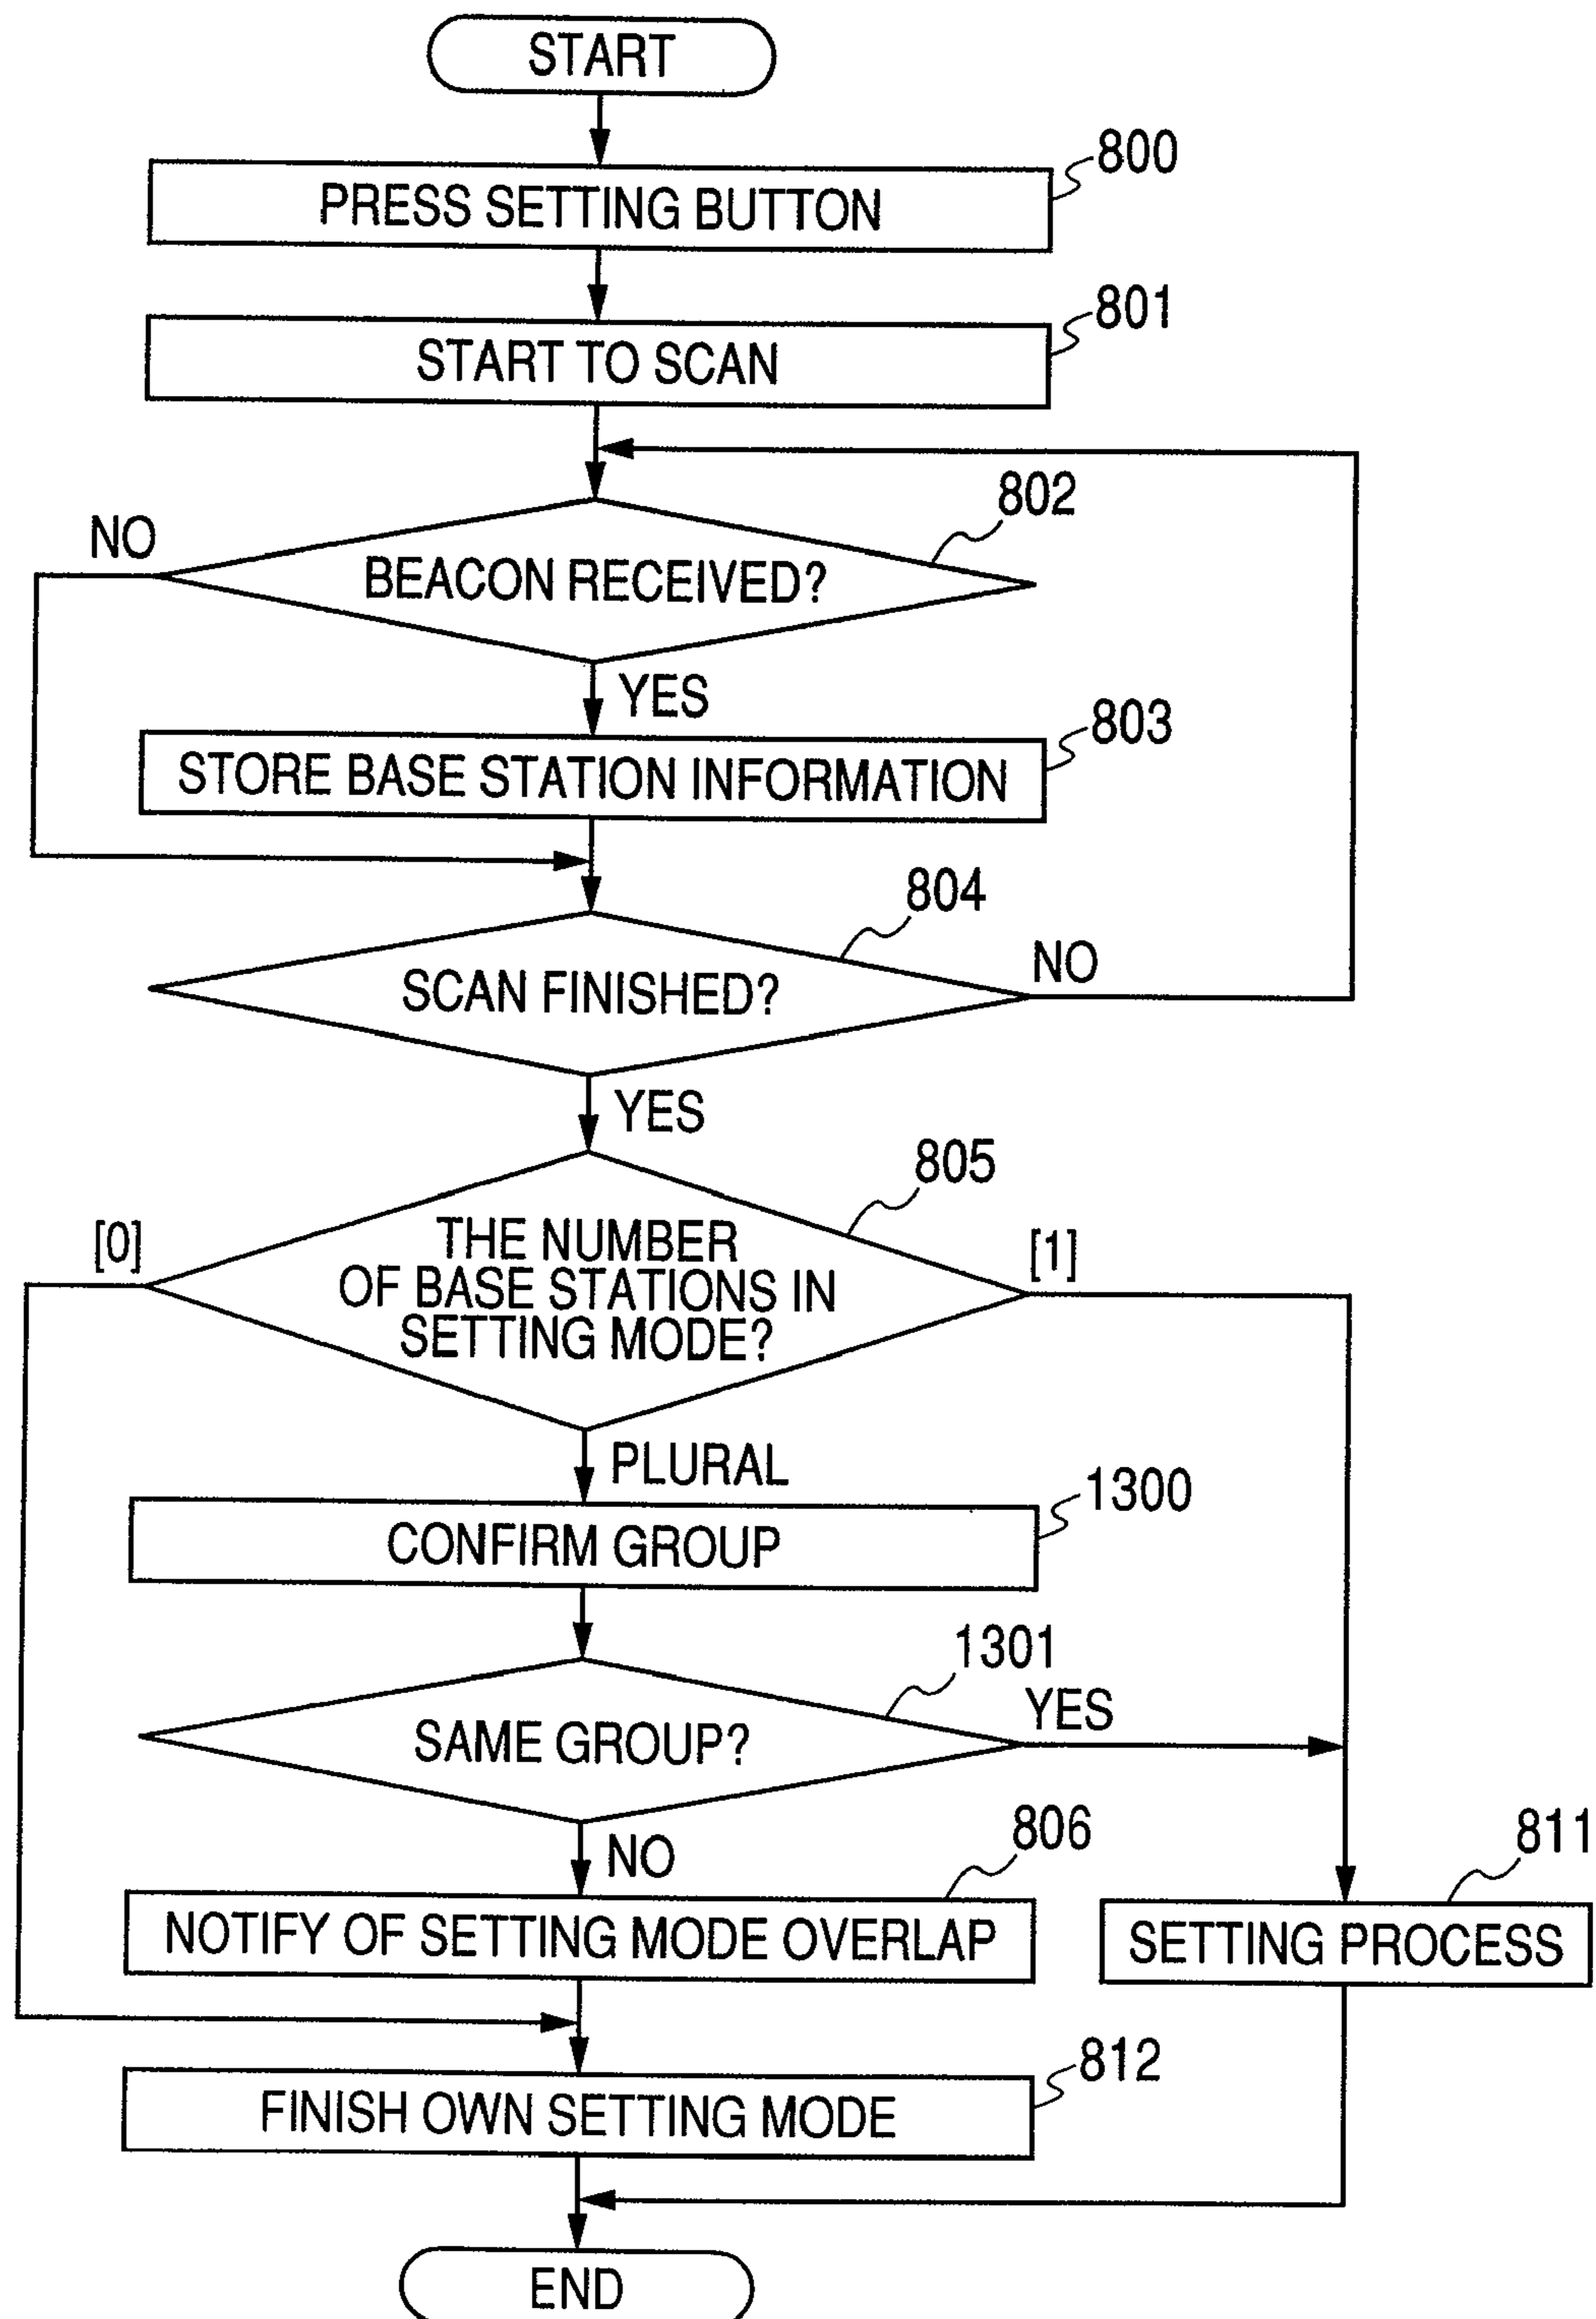 START
800
PRESS SETTING BUTTON
801
START TO SCAN
802
NO
BEACON RECEIVED?
YES
803
STORE BASE STATION INFORMATION
804
NO
SCAN FINISHED?
YES
805
[0]
[1]
THE NUMBER
OF BASE STATIONS IN
SETTING MODE?
PLURAL
1300
CONFIRM GROUP
1301
YES
SAME GROUP?
NO
806
811
NOTIFY OF SETTING MODE OVERLAP
SETTING PROCESS
812
FINISH OWN SETTING MODE
END